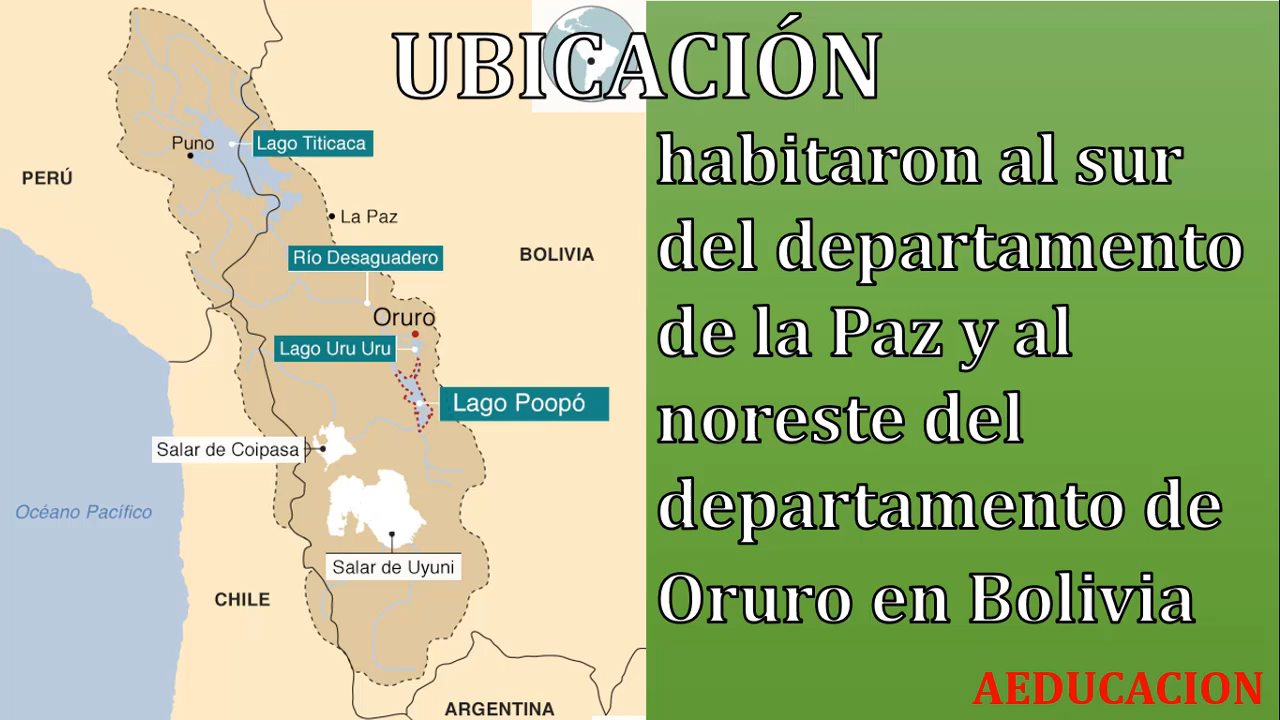 UBICACIÓN
Puno
Lago Titicaca
PERÚ
La Paz
Río Desaguadero
BOLIVIA
Oruro
Lago Uru Uru
Lago Poopó
Salar de Coipasa
Océano Pacífico
Salar de Uyuni
CHILE
ARGENTINA
habitaron al sur
del departamento
de la Paz y al
noreste del
departamento de
Oruro en Bolivia
AEDUCACION